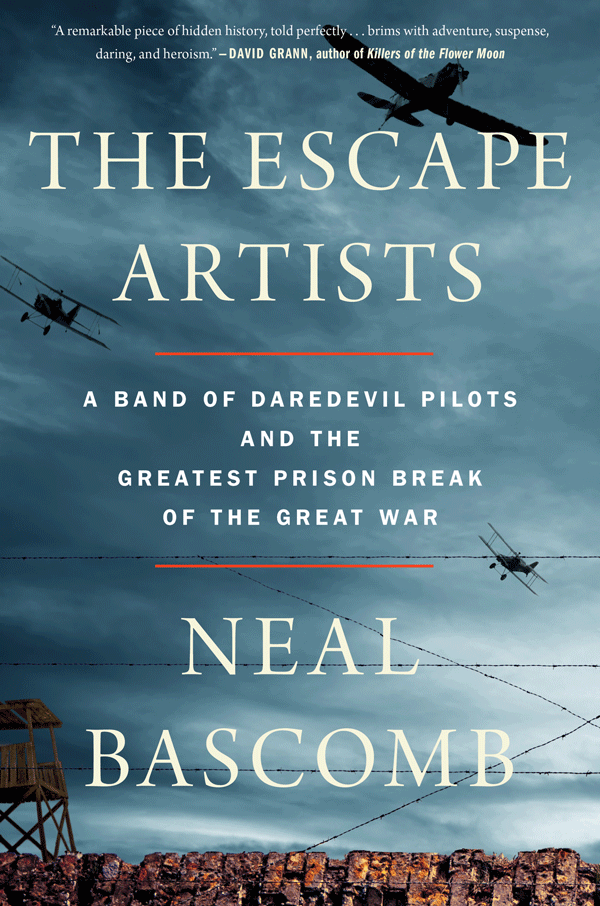 “A remarkable piece of hidden history, told perfectly . . . brims with adventure, suspense,
daring, and heroism.” – DAVID GRANN, author of Killers of the Flower Moon
THE ESCAPE
ARTISTS
A BAND OF DAREDEVIL PILOTS
AND THE
GREATEST PRISON BREAK
OF THE GREAT WAR
NEAL
BASCOMB